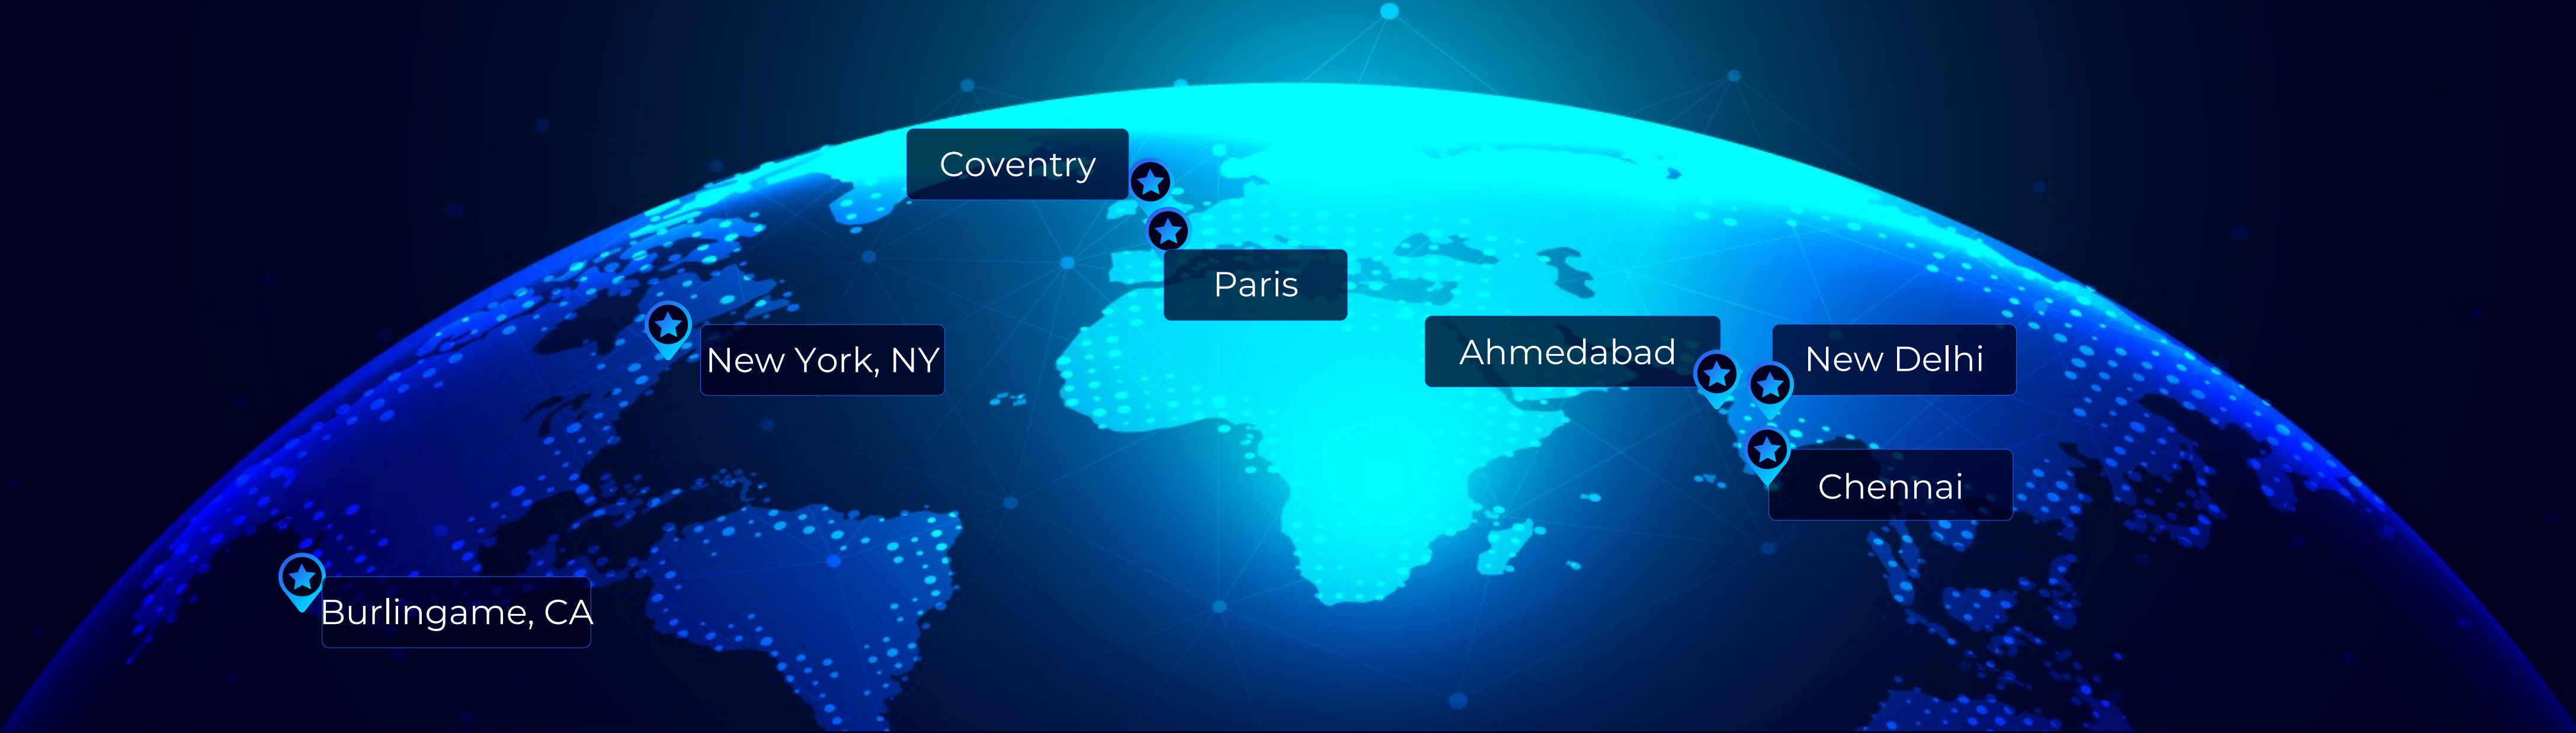 Coventry
Paris
New York, NY
Ahmedabad
New Delhi
Chennai
Burlingame, CA